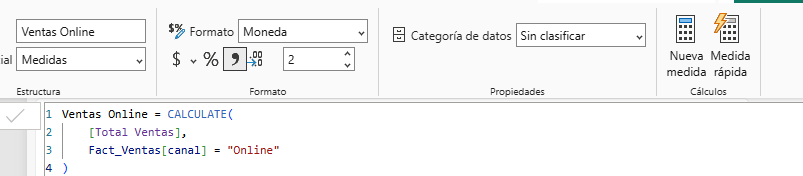 Ventas Online
Formato
Moneda
Categoría de datos
Sin clasificar
Nueva
medida
Medida
rápida
cial
Medidas
$
%
,
.00
2
Estructura
Formato
Propiedades
Cálculos
1 Ventas Online = CALCULATE(
2 [Total Ventas],
3 Fact_Ventas[canal] = "Online"
4 )